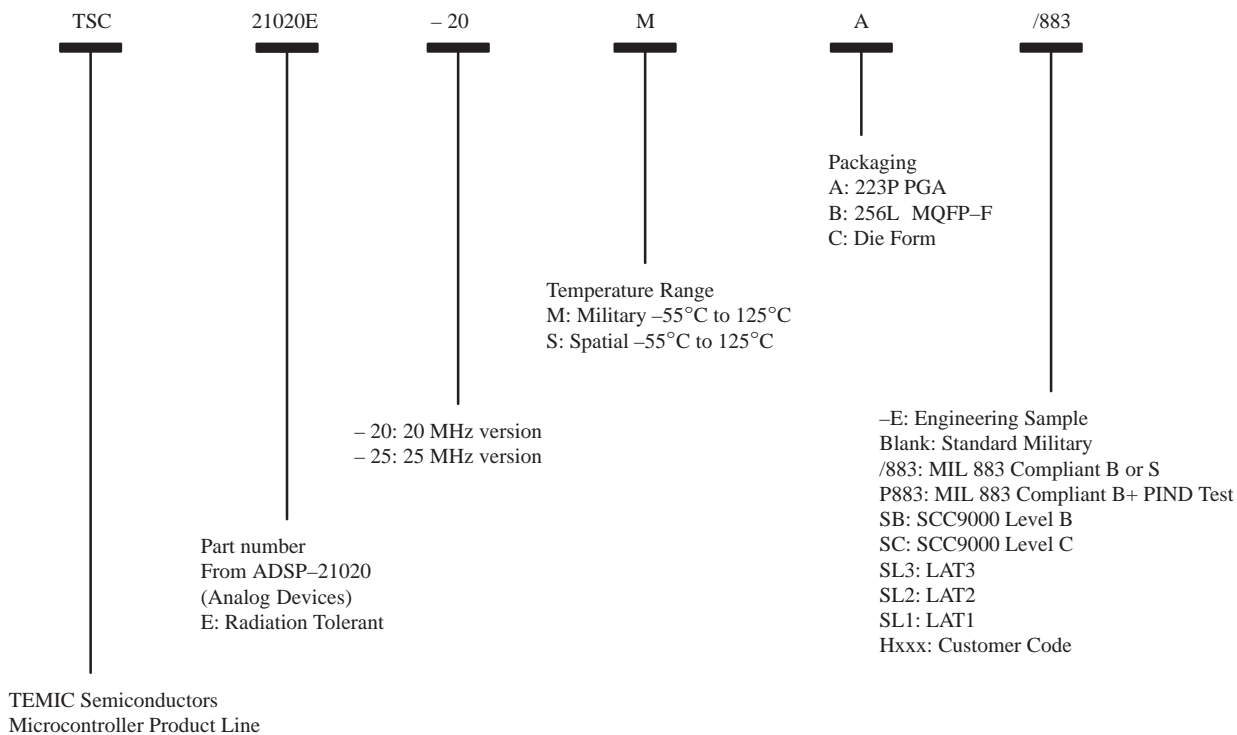 TSC 21020E – 20 M A /883
Packaging
A: 223P PGA
B: 256L MQFP–F
C: Die Form
Temperature Range
M: Military –55°C to 125°C
S: Spatial –55°C to 125°C
– 20: 20 MHz version
– 25: 25 MHz version
–E: Engineering Sample
Blank: Standard Military
/883: MIL 883 Compliant B or S
P883: MIL 883 Compliant B+ PIND Test
SB: SCC9000 Level B
SC: SCC9000 Level C
SL3: LAT3
SL2: LAT2
SL1: LAT1
Hxxx: Customer Code
Part number
From ADSP–21020
(Analog Devices)
E: Radiation Tolerant
TEMIC Semiconductors
Microcontroller Product Line